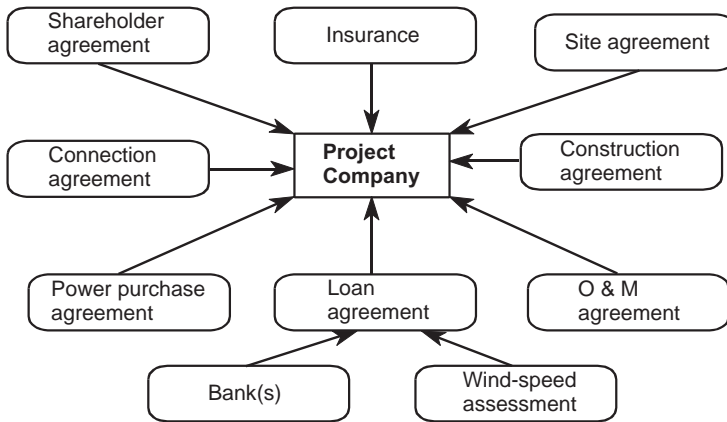 Shareholder
agreement
Insurance
Site agreement
Connection
agreement
Project
Company
Construction
agreement
Power purchase
agreement
Loan
agreement
O & M
agreement
Bank(s)
Wind-speed
assessment